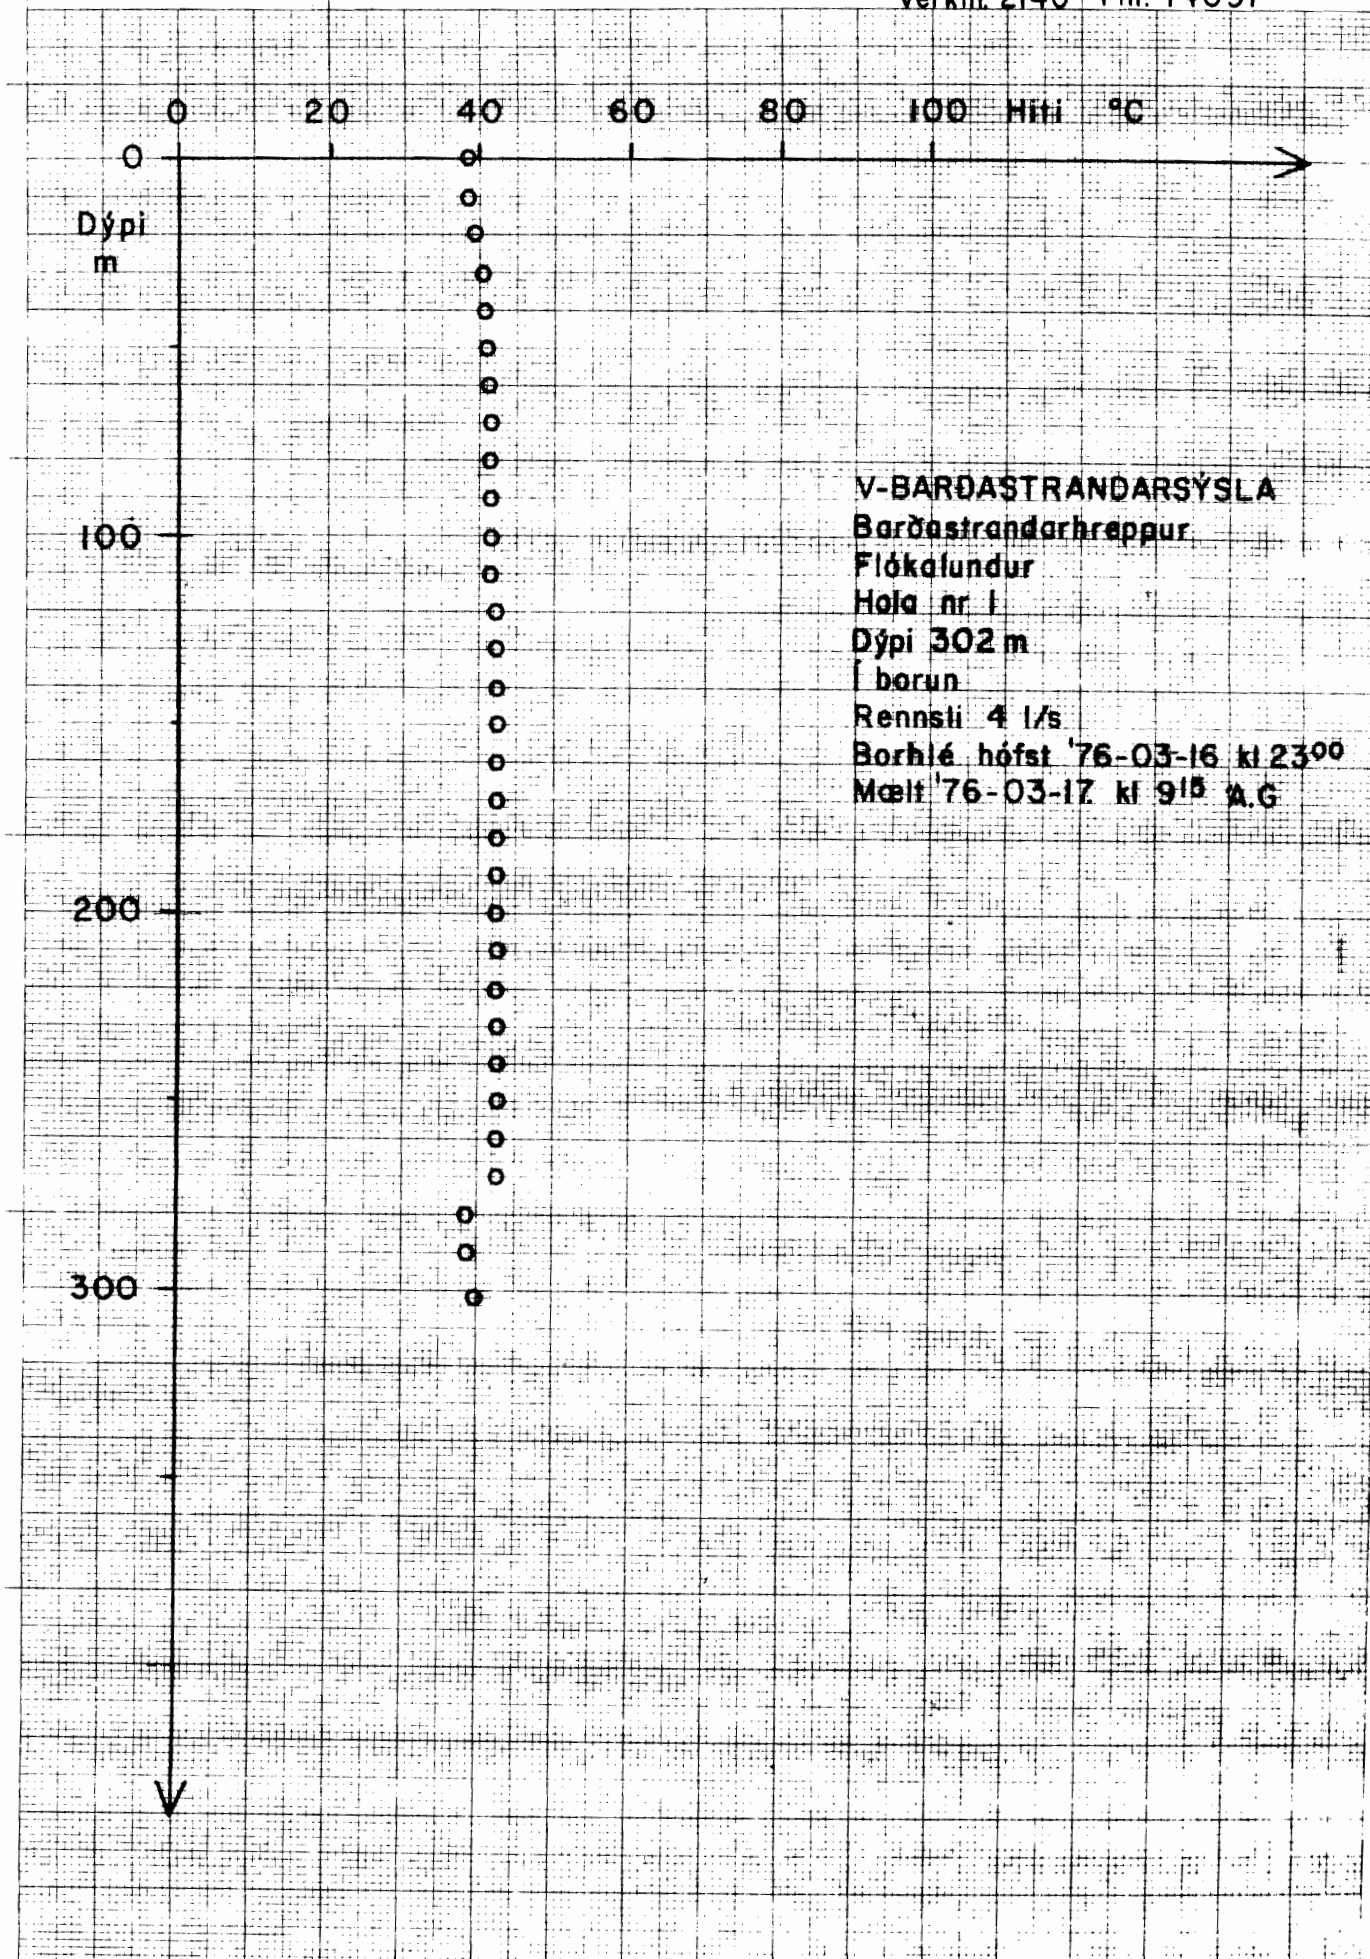 0 20 40 60 80 100 Hiti °C
0
Dýpi
m
100
200
300
V-BARÐASTRANDARSÝSLA
Barðastrandarhreppur
Flókalundur
Hola nr 1
Dýpi 302 m
Í borun
Rennsli 4 l/s
Borhlé hófst '76-03-16 kl 23⁰⁰
Mælt '76-03-17 kl 9¹⁵ A.G